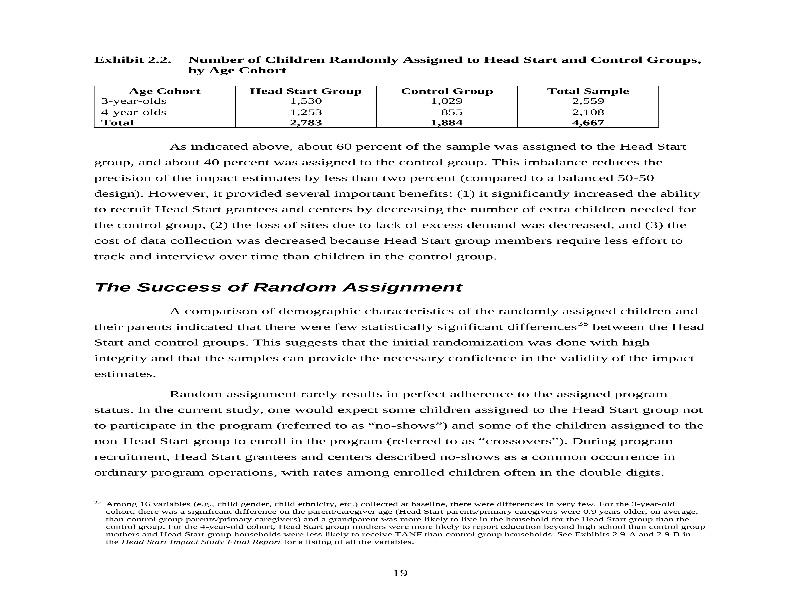 Exhibit 2.2. Number of Children Randomly Assigned to Head Start and Control Groups,
by Age Cohort
Age Cohort Head Start Group Control Group Total Sample
3-year-olds 1,530 1,029 2,559
4-year-olds 1,253 855 2,108
Total 2,783 1,884 4,667
As indicated above, about 60 percent of the sample was assigned to the Head Start
group, and about 40 percent was assigned to the control group. This imbalance reduces the
precision of the impact estimates by less than two percent (compared to a balanced 50-50
design). However, it provided several important benefits: (1) it significantly increased the ability
to recruit Head Start grantees and centers by decreasing the number of extra children needed for
the control group, (2) the loss of sites due to lack of excess demand was decreased, and (3) the
cost of data collection was decreased because Head Start group members require less effort to
track and interview over time than children in the control group.
The Success of Random Assignment
A comparison of demographic characteristics of the randomly assigned children and
their parents indicated that there were few statistically significant differences between the Head
Start and control groups. This suggests that the initial randomization was done with high
integrity and that the samples can provide the necessary confidence in the validity of the impact
estimates.
Random assignment rarely results in perfect adherence to the assigned program
status. In the current study, one would expect some children assigned to the Head Start group not
to participate in the program (referred to as “no-shows”) and some of the children assigned to the
non-Head Start group to enroll in the program (referred to as “crossovers”). During program
recruitment, Head Start grantees and centers described no-shows as a common occurrence in
ordinary program operations, with rates among enrolled children often in the double digits.
Among 16 variables (e.g., child gender, child ethnicity, etc.) collected at baseline, there were differences in very few. For the 3-year-old
cohort, there was a significant difference on the parent/caregiver age (Head Start parents/primary caregivers were 0.9 years older, on average,
than control group parents/primary caregivers) and a grandparent was more likely to live in the household for the Head Start group than the
control group. For the 4-year-old cohort, Head Start group mothers were more likely to report education beyond high school than control group
mothers and Head Start group households were less likely to receive TANF than control group households. See Exhibits 2.9-A and 2.9-B in
the Head Start Impact Study Final Report for a listing of all the variables.
19